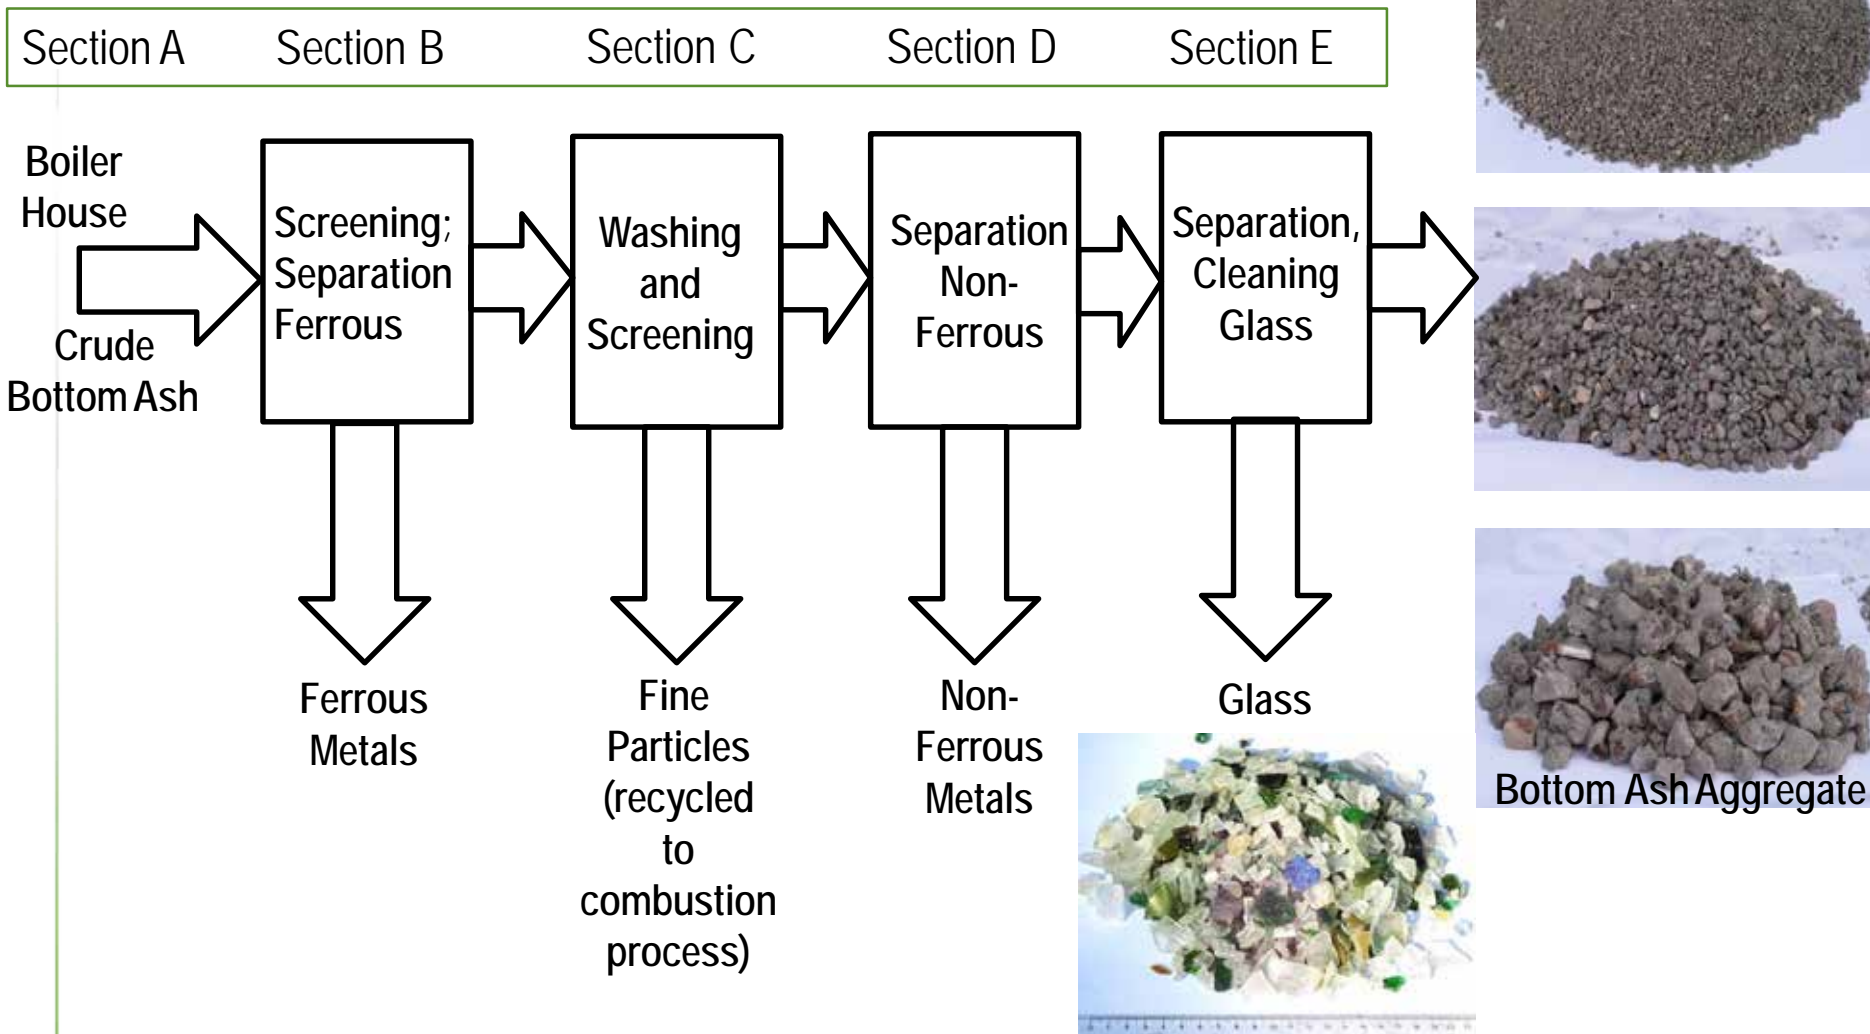 Section A
Section B
Section C
Section D
Section E
Boiler
House
Crude
Bottom Ash
Screening;
Separation
Ferrous
Washing
and
Screening
Separation
Non-
Ferrous
Separation,
Cleaning
Glass
Ferrous
Metals
Fine
Particles
(recycled
to
combustion
process)
Non-
Ferrous
Metals
Glass
Bottom Ash Aggregate